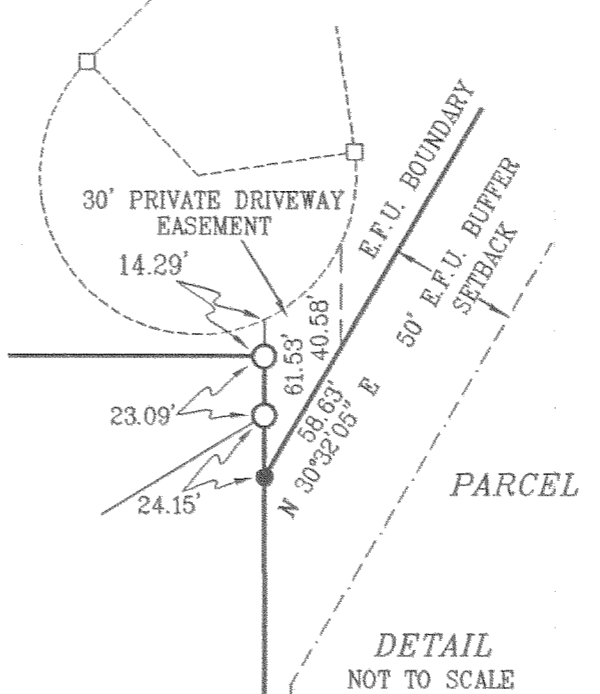 30' PRIVATE DRIVEWAY
EASEMENT
14.29'
23.09'
24.15'
61.53'
40.58'
58.63'
N 30°32'05" E
E.F.U. BOUNDARY
50' E.F.U. BUFFER
SETBACK
PARCEL
DETAIL
NOT TO SCALE